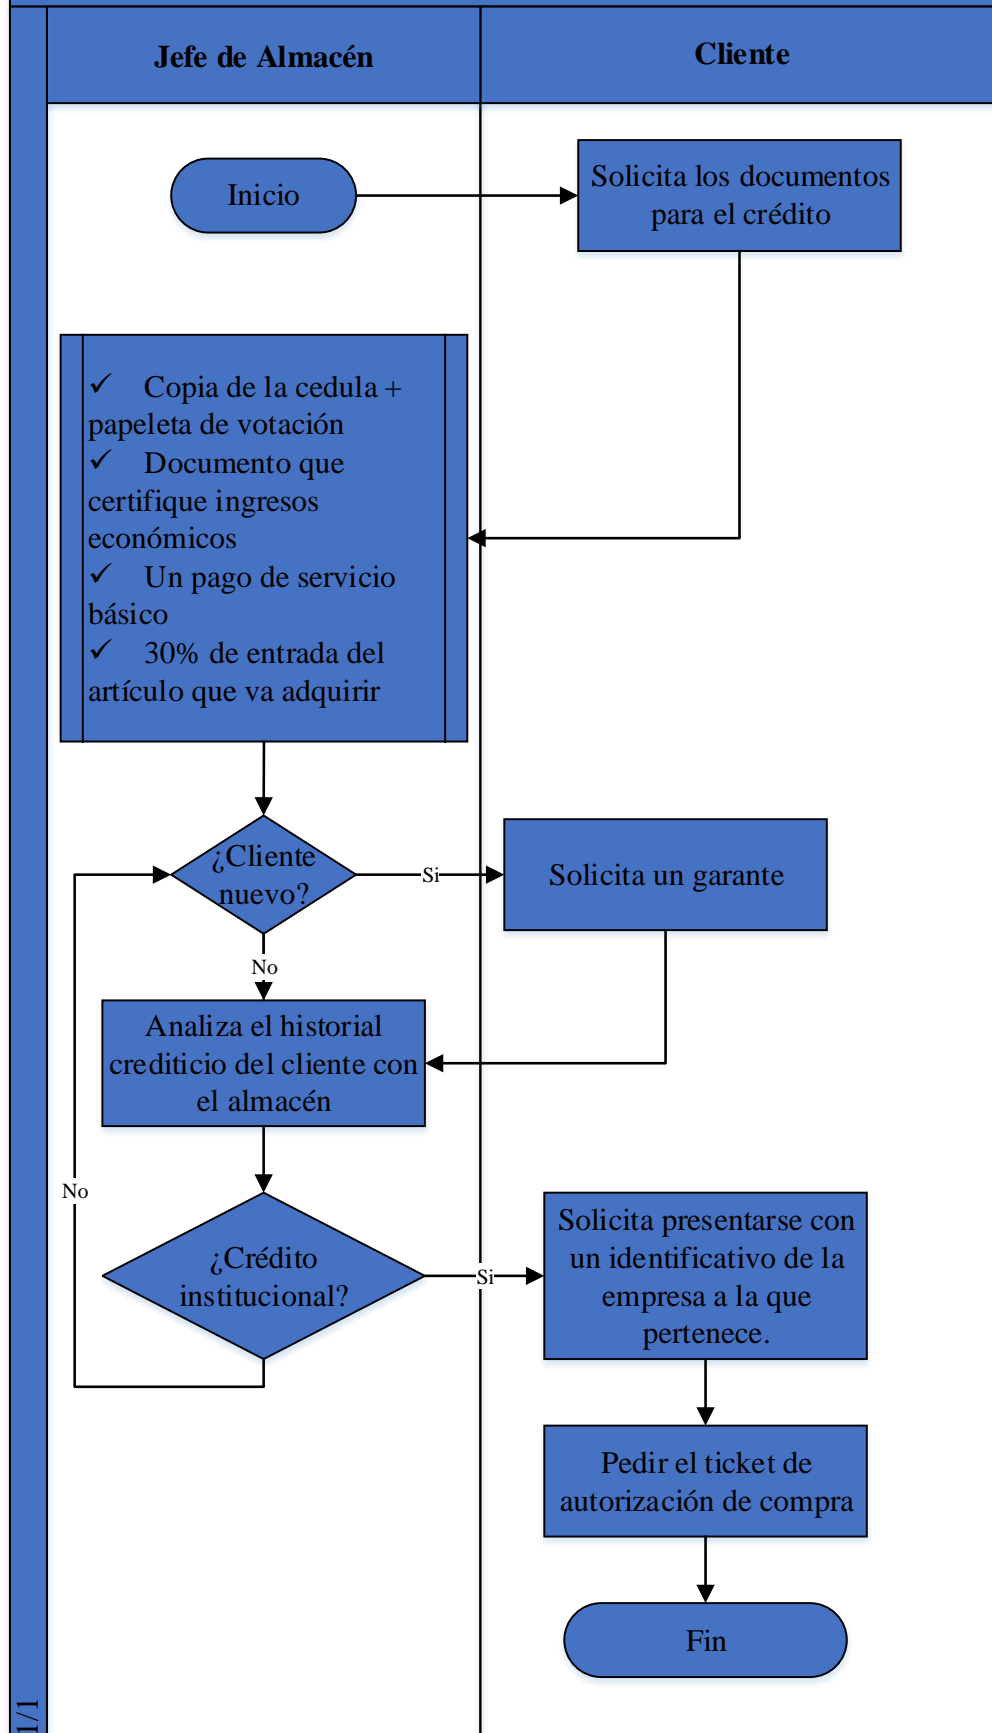 Jefe de Almacén
Cliente
Inicio
Solicita los documentos
para el crédito
✓ Copia de la cedula +
papeleta de votación
✓ Documento que
certifique ingresos
económicos
✓ Un pago de servicio
básico
✓ 30% de entrada del
artículo que va adquirir
¿Cliente
nuevo?
Si
Solicita un garante
No
Analiza el historial
crediticio del cliente con
el almacén
No
¿Crédito
institucional?
Si
Solicita presentarse con
un identificativo de la
empresa a la que
pertenece.
Pedir el ticket de
autorización de compra
Fin
1/1